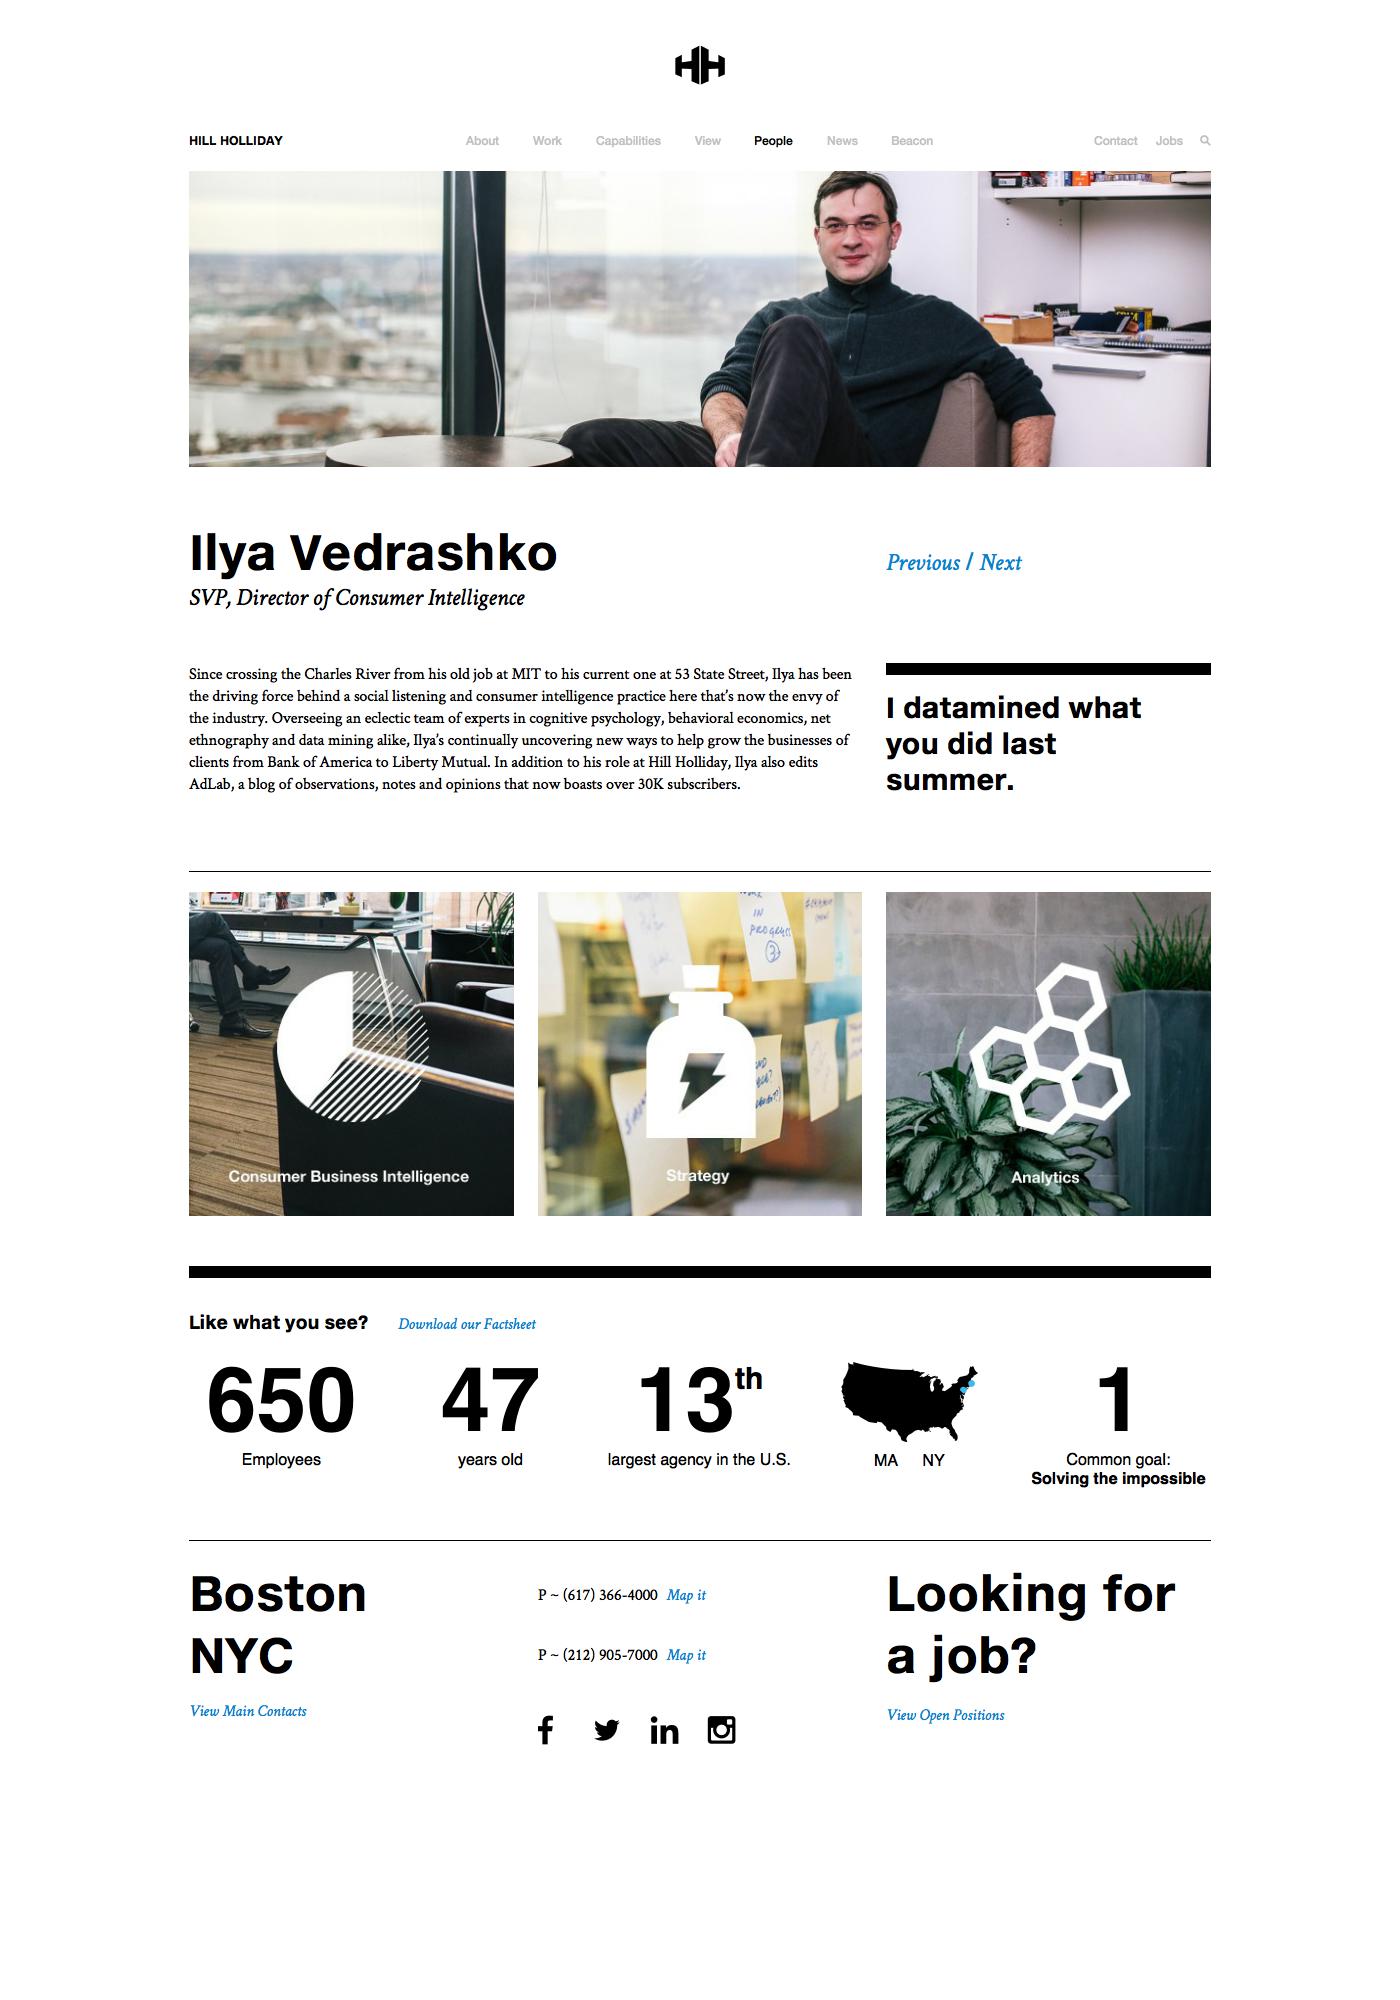 HH
HILL HOLLIDAY
About Work Capabilities View People News Beacon
Contact Jobs
Ilya Vedrashko
SVP, Director of Consumer Intelligence
Previous / Next
Since crossing the Charles River from his old job at MIT to his current one at 53 State Street, Ilya has been
the driving force behind a social listening and consumer intelligence practice here that’s now the envy of
the industry. Overseeing an eclectic team of experts in cognitive psychology, behavioral economics, net
ethnography and data mining alike, Ilya’s continually uncovering new ways to help grow the businesses of
clients from Bank of America to Liberty Mutual. In addition to his role at Hill Holliday, Ilya also edits
AdLab, a blog of observations, notes and opinions that now boasts over 30K subscribers.
I datamined what
you did last
summer.
Consumer Business Intelligence
WORK
IN
PROGRESS
3
Strategy
Analytics
Like what you see? Download our Factsheet
650
Employees
47
years old
13th
largest agency in the U.S.
MA NY
1
Common goal:
Solving the impossible
Boston
NYC
View Main Contacts
P ~ (617) 366-4000 Map it
P ~ (212) 905-7000 Map it
Looking for
a job?
View Open Positions